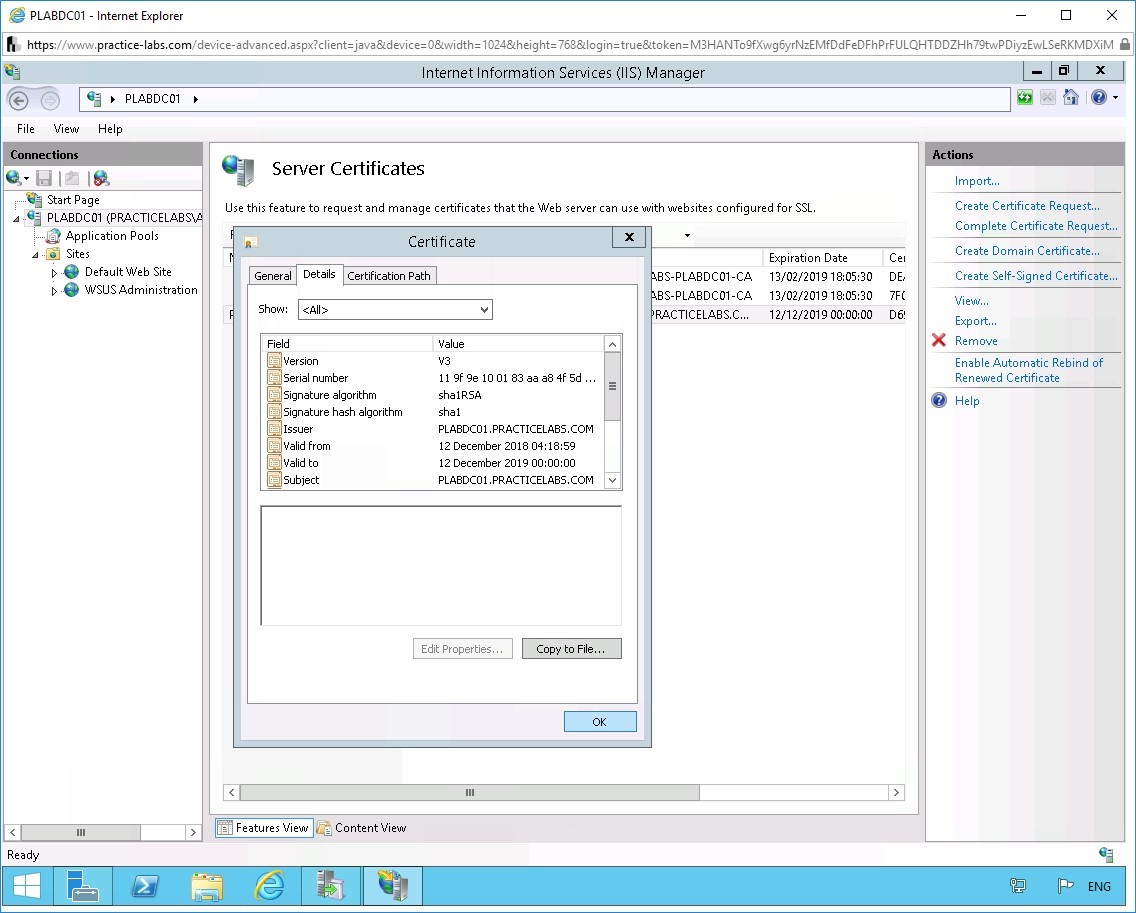 PLABDC01 - Internet Explorer
https://www.practice-labs.com/device-advanced.aspx?client=java&device=0&width=1024&height=768&login=true&token=M3HANTo9fXwg6yrNzEMfDdFeDFhPrFULQHTDDZHh79twPDiyzEwLSeRKMDXiM
Internet Information Services (IIS) Manager
PLABDC01
File View Help
Connections
Start Page
PLABDC01 (PRACTICELABS\A
Application Pools
Sites
Default Web Site
WSUS Administration
Server Certificates
Use this feature to request and manage certificates that the Web server can use with websites configured for SSL.
Expiration Date Cer
ABS-PLABDC01-CA 13/02/2019 18:05:30
ABS-PLABDC01-CA 13/02/2019 18:05:30
PRACTICELABS.C... 12/12/2019 00:00:00
Certificate
General Details Certification Path
Show: <All>
Field Value
Version V3
Serial number 11 9f 9e 10 01 83 aa a8 4f 5d ...
Signature algorithm sha1RSA
Signature hash algorithm sha1
Issuer PLABDC01.PRACTICELABS.COM
Valid from 12 December 2018 04:18:59
Valid to 12 December 2019 00:00:00
Subject PLABDC01.PRACTICELABS.COM
Edit Properties... Copy to File...
OK
Features View Content View
Actions
Import...
Create Certificate Request...
Complete Certificate Request...
Create Domain Certificate...
Create Self-Signed Certificate...
View...
Export...
Remove
Enable Automatic Rebind of
Renewed Certificate
Help
Ready
ENG